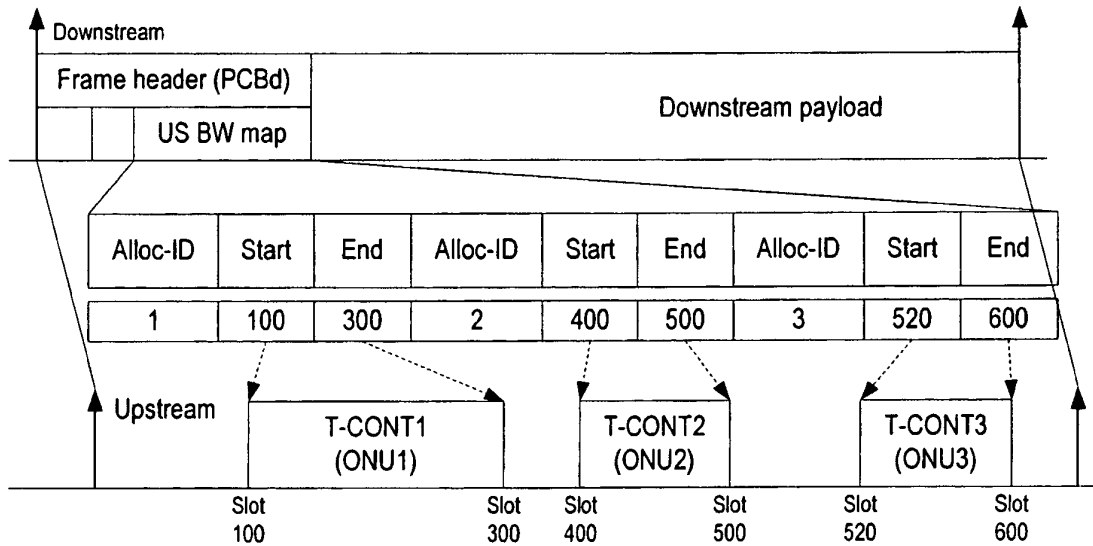 Downstream
Frame header (PCBd)
Downstream payload
US BW map
Alloc-ID Start End Alloc-ID Start End Alloc-ID Start End
1 100 300 2 400 500 3 520 600
Upstream
T-CONT1 T-CONT2 T-CONT3
(ONU1) (ONU2) (ONU3)
Slot Slot Slot Slot Slot Slot
100 300 400 500 520 600